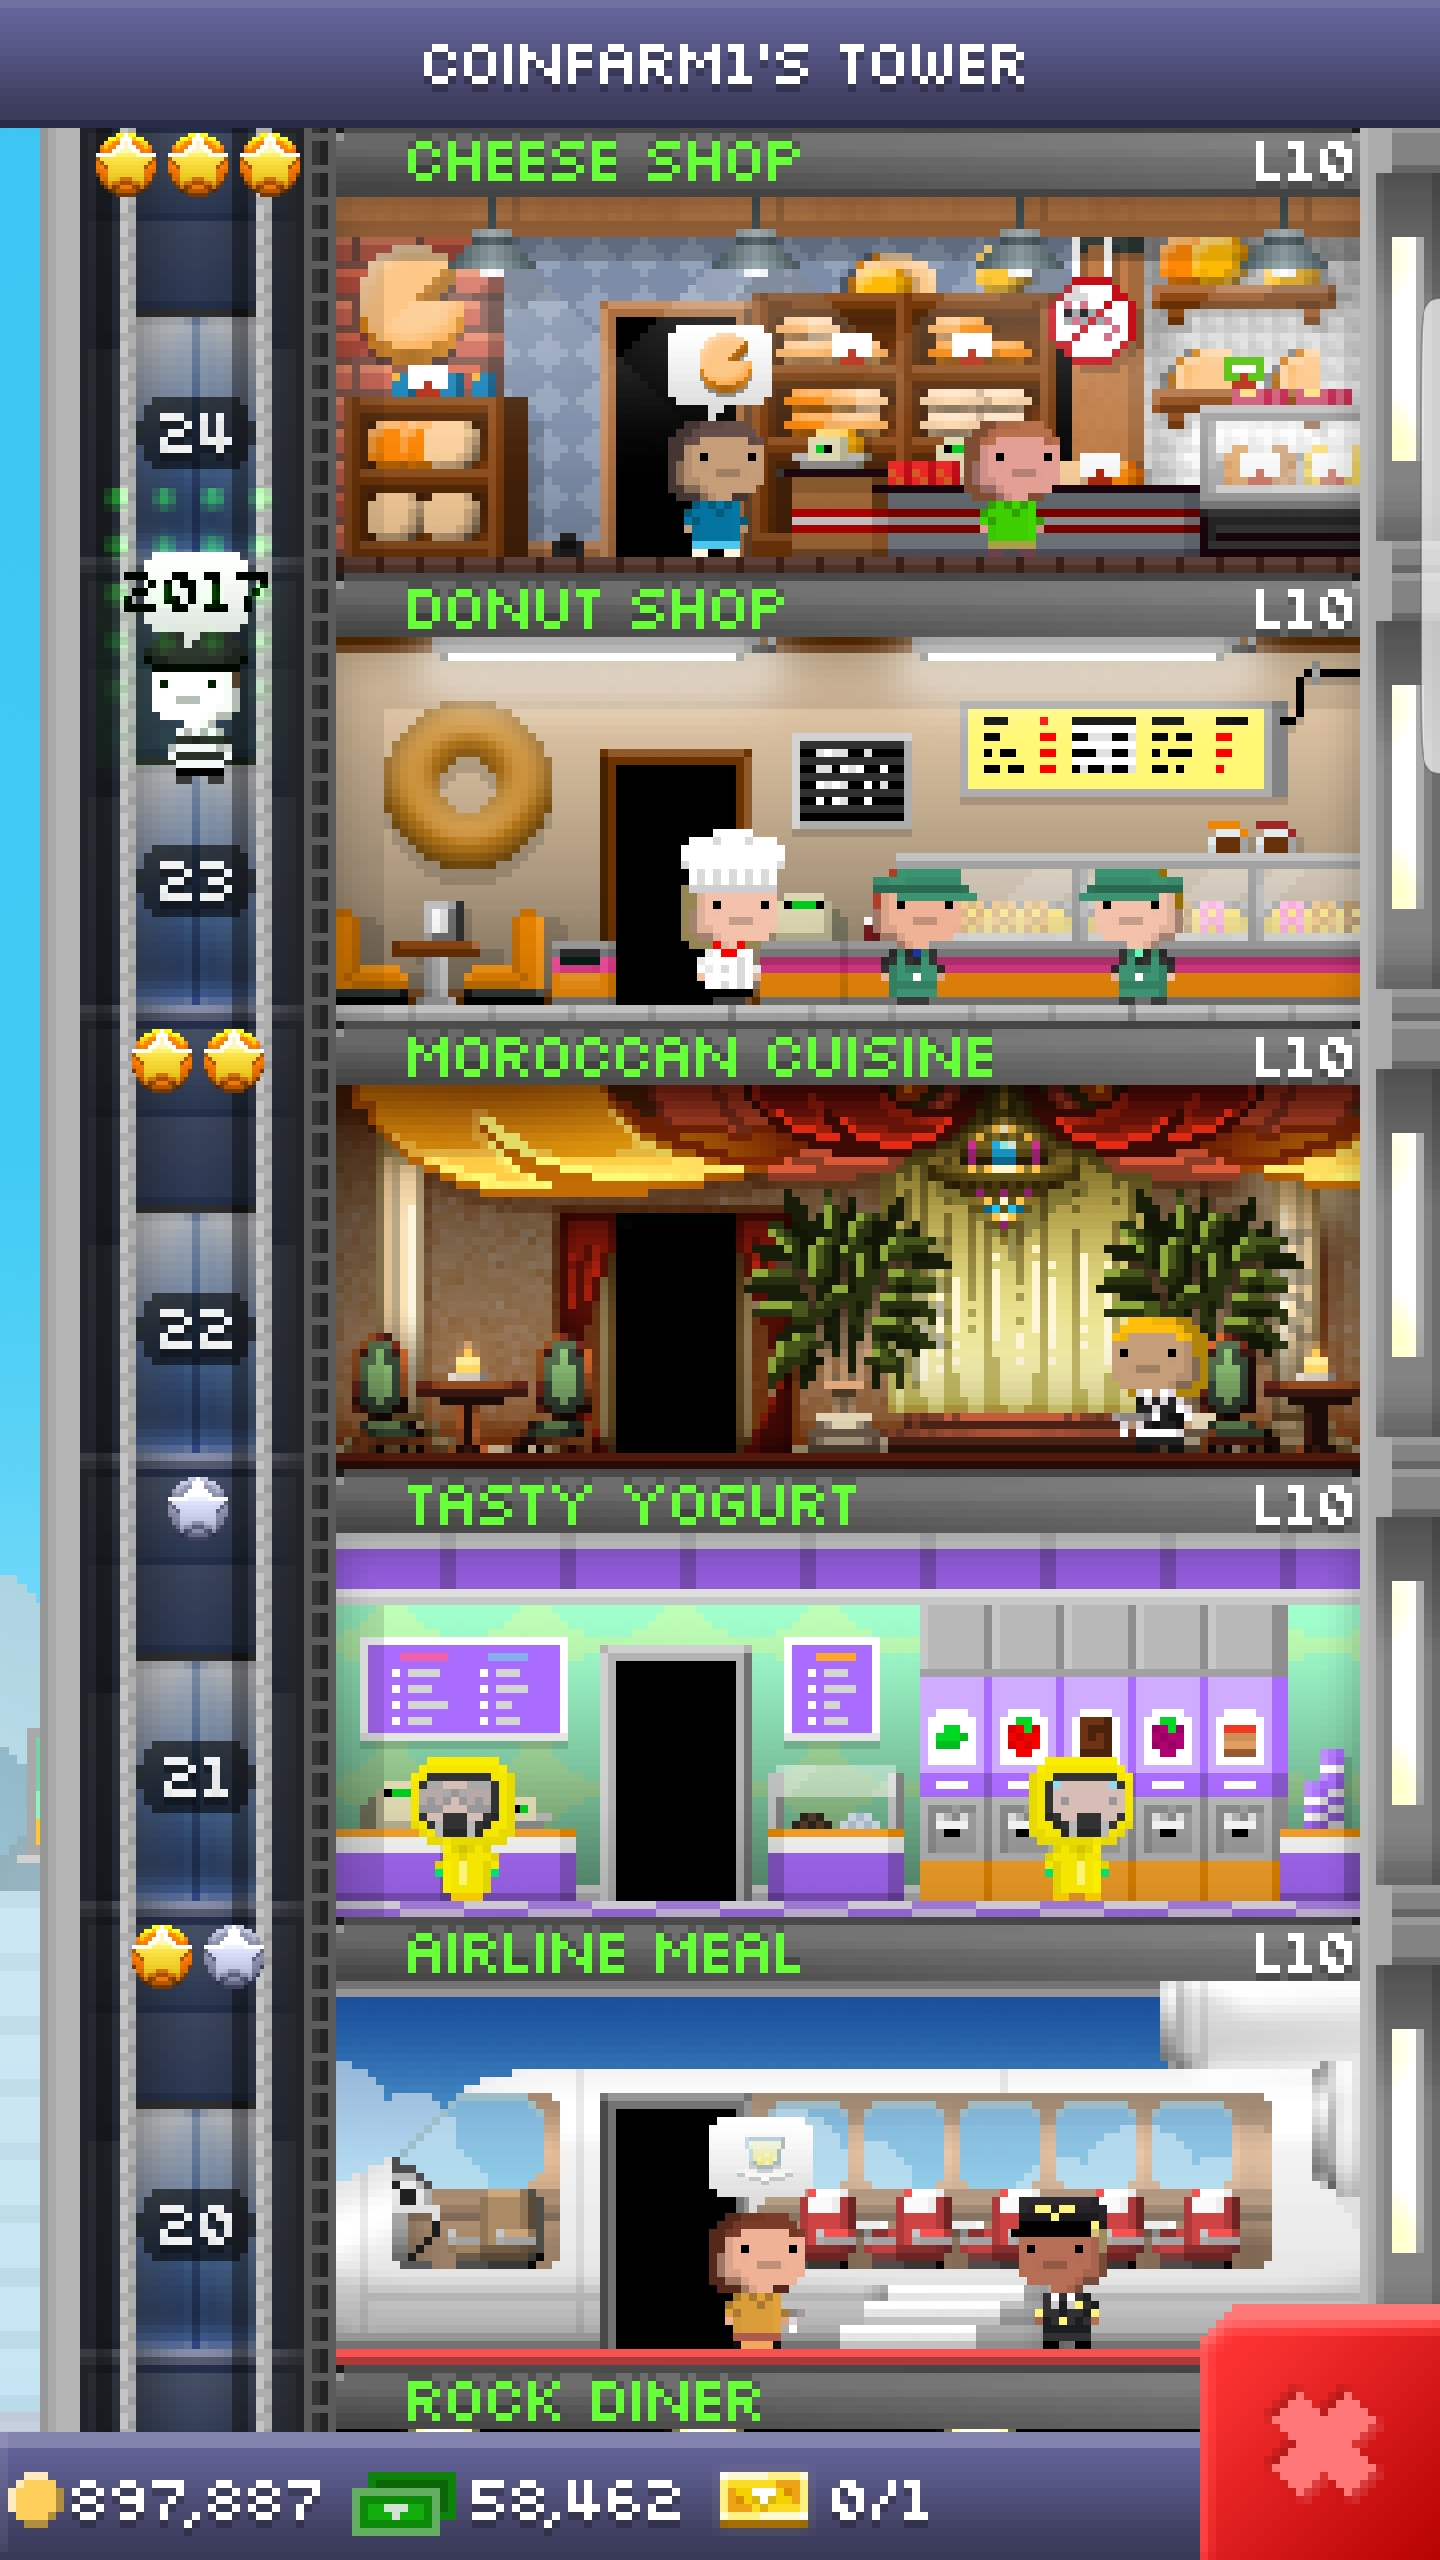 COINFARM1'S TOWER
CHEESE SHOP L10
24
2017
DONUT SHOP L10
23
MOROCCAN CUISINE L10
22
TASTY YOGURT L10
21
AIRLINE MEAL L10
20
ROCK DINER
897,887 58,462 0/1